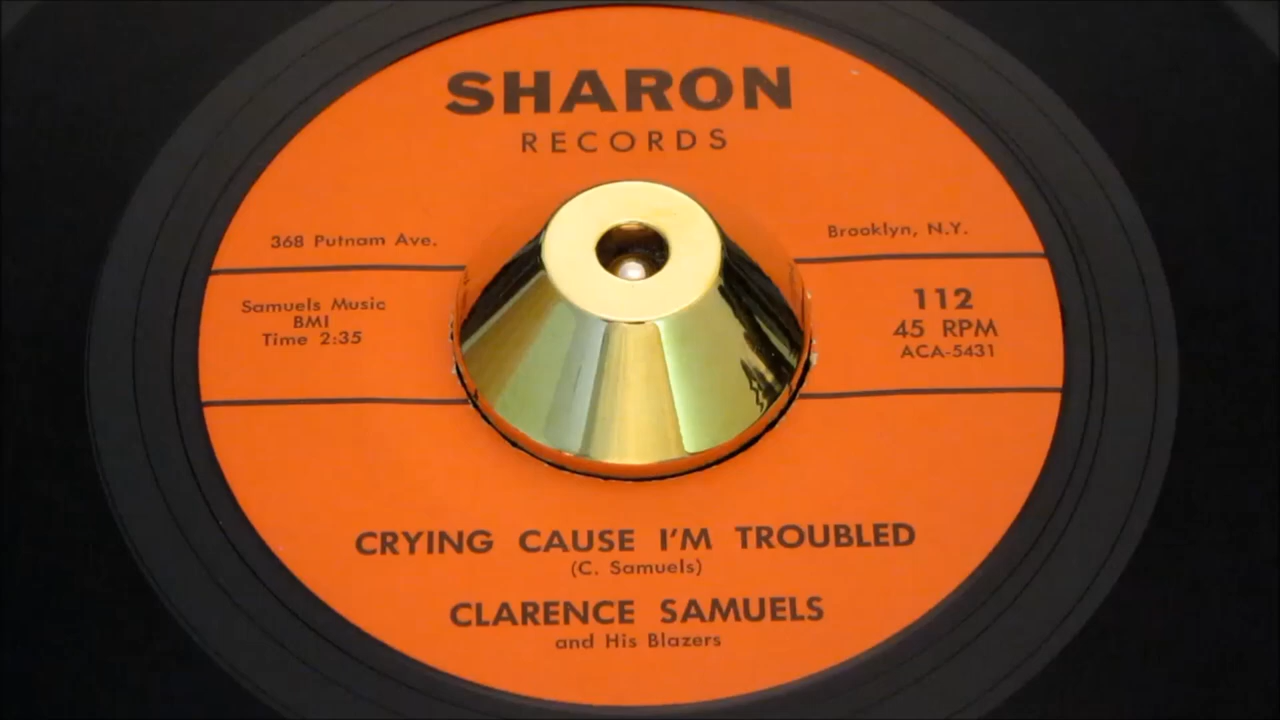 SHARON
RECORDS
368 Putnam Ave.
Brooklyn, N.Y.
Samuels Music
BMI
Time 2:35
112
45 RPM
ACA-5431
CRYING CAUSE I'M TROUBLED
(C. Samuels)
CLARENCE SAMUELS
and His Blazers